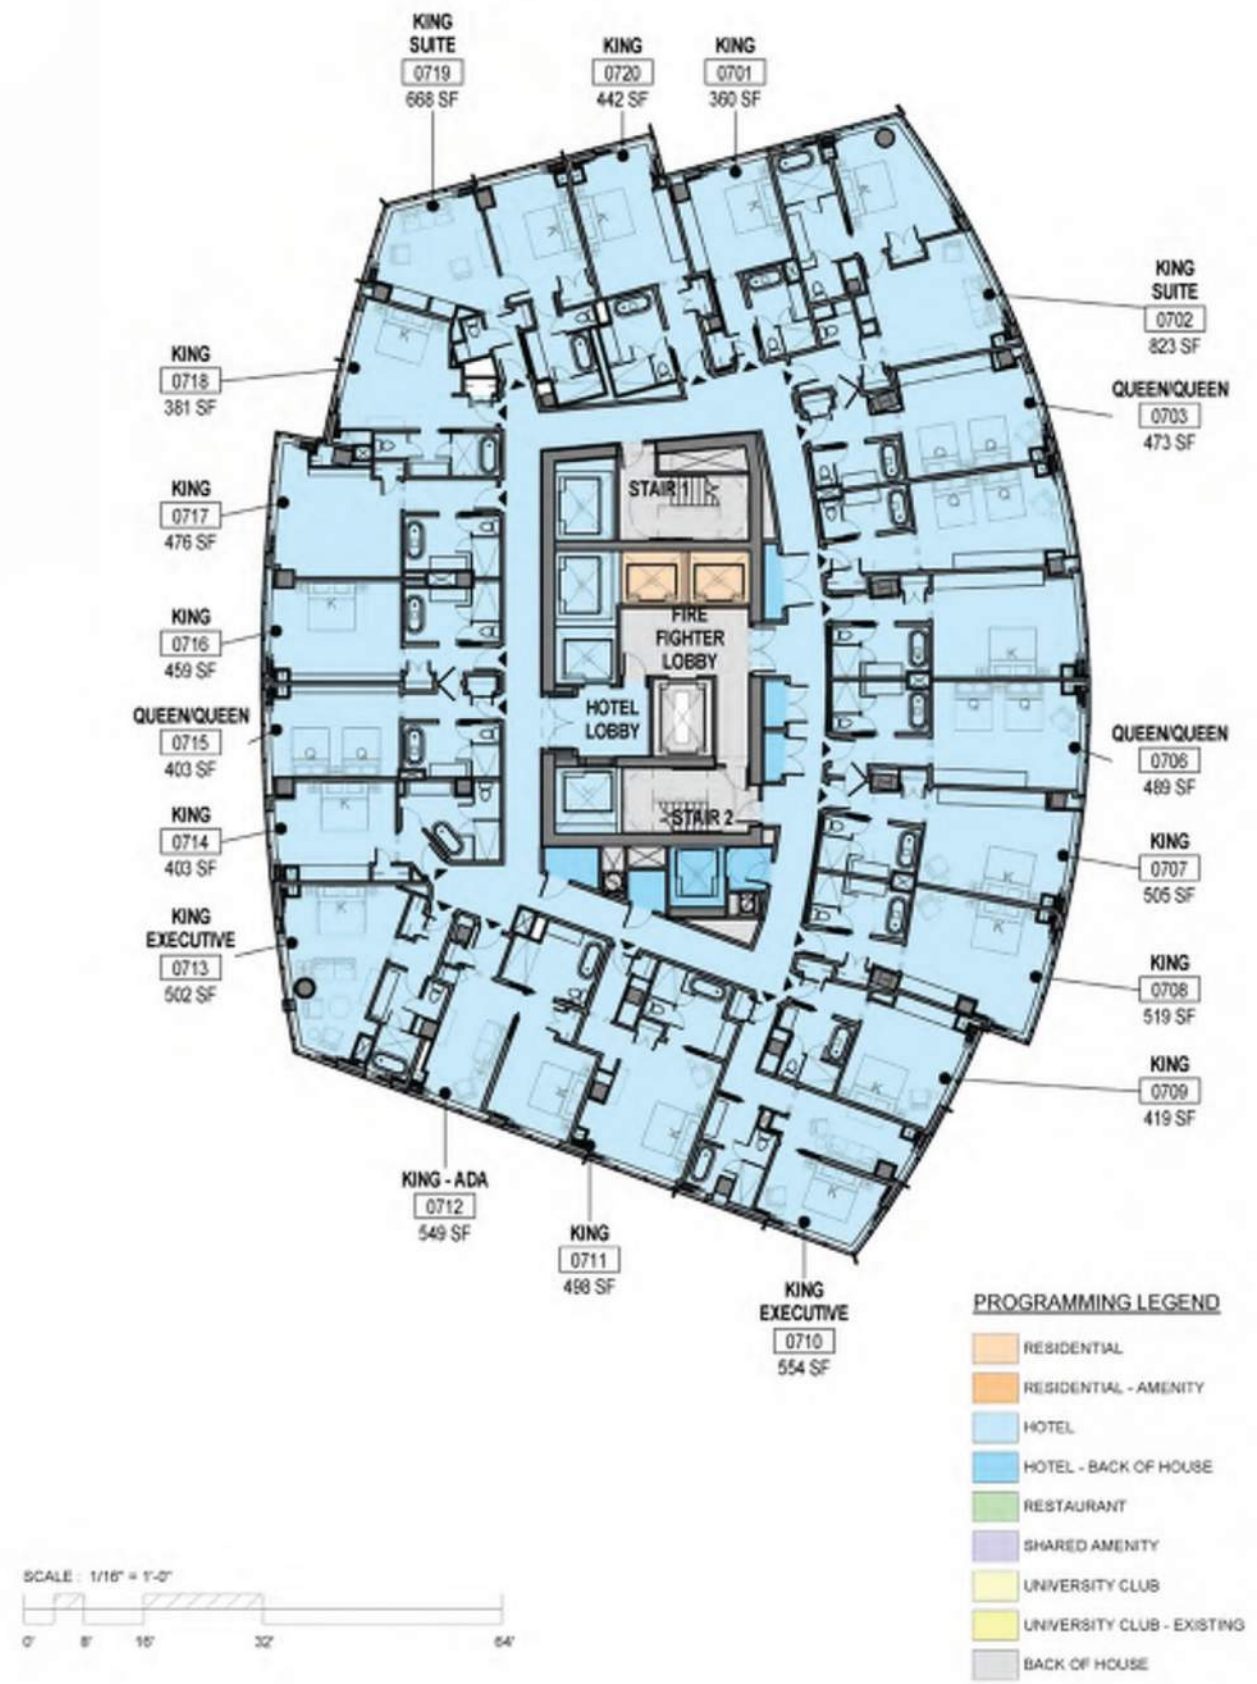 KING
SUITE
0719
668 SF
KING
0720
442 SF
KING
0701
360 SF
KING
SUITE
0702
823 SF
QUEEN/QUEEN
0703
473 SF
KING
0718
381 SF
KING
0717
476 SF
KING
0716
459 SF
QUEEN/QUEEN
0715
403 SF
KING
0714
403 SF
KING
EXECUTIVE
0713
502 SF
STAIR 1
FIRE
FIGHTER
LOBBY
HOTEL
LOBBY
STAIR 2
QUEEN/QUEEN
0706
489 SF
KING
0707
505 SF
KING
0708
519 SF
KING
0709
419 SF
KING - ADA
0712
549 SF
KING
0711
498 SF
KING
EXECUTIVE
0710
554 SF
PROGRAMMING LEGEND
RESIDENTIAL
RESIDENTIAL - AMENITY
HOTEL
HOTEL - BACK OF HOUSE
RESTAURANT
SHARED AMENITY
UNIVERSITY CLUB
UNIVERSITY CLUB - EXISTING
BACK OF HOUSE
SCALE : 1/16" = 1'-0"
0' 8' 16' 32' 64'